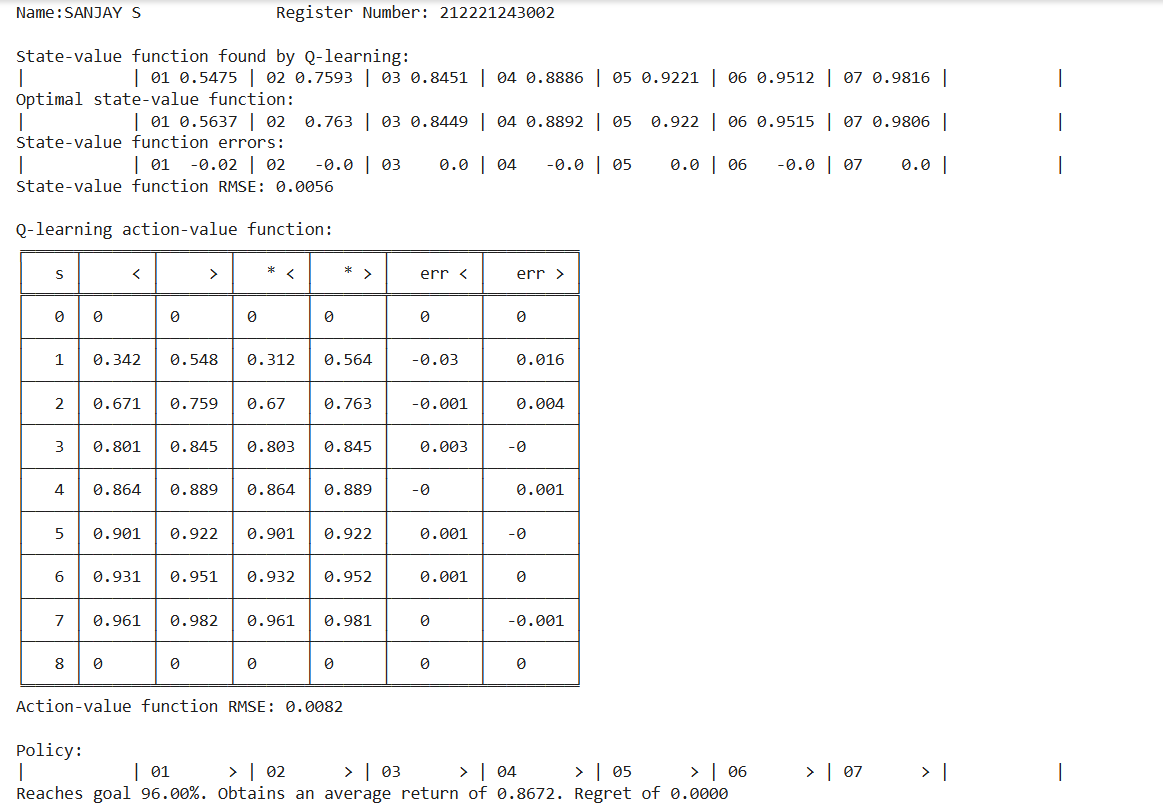 Name:SANJAY S              Register Number: 212221243002
State-value function found by Q-learning:
|           | 01 0.5475 | 02 0.7593 | 03 0.8451 | 04 0.8886 | 05 0.9221 | 06 0.9512 | 07 0.9816 |           |
Optimal state-value function:
|           | 01 0.5637 | 02  0.763 | 03 0.8449 | 04 0.8892 | 05  0.922 | 06 0.9515 | 07 0.9806 |           |
State-value function errors:
|           | 01  -0.02 | 02   -0.0 | 03    0.0 | 04   -0.0 | 05    0.0 | 06   -0.0 | 07    0.0 |           |
State-value function RMSE: 0.0056
Q-learning action-value function:
s < > * < * > err < err >
0 0 0 0 0 0 0
1 0.342 0.548 0.312 0.564 -0.03 0.016
2 0.671 0.759 0.67 0.763 -0.001 0.004
3 0.801 0.845 0.803 0.845 0.003 -0
4 0.864 0.889 0.864 0.889 -0 0.001
5 0.901 0.922 0.901 0.922 0.001 -0
6 0.931 0.951 0.932 0.952 0.001 0
7 0.961 0.982 0.961 0.981 0 -0.001
8 0 0 0 0 0 0
Action-value function RMSE: 0.0082
Policy:
|           | 01      > | 02      > | 03      > | 04      > | 05      > | 06      > | 07      > |           |
Reaches goal 96.00%. Obtains an average return of 0.8672. Regret of 0.0000